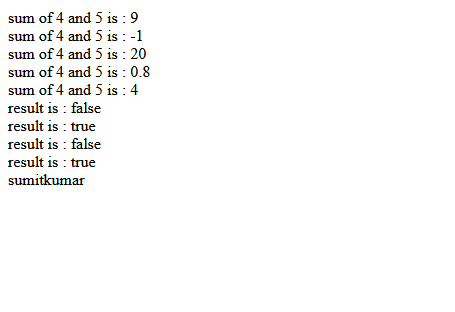 sum of 4 and 5 is : 9
sum of 4 and 5 is : -1
sum of 4 and 5 is : 20
sum of 4 and 5 is : 0.8
sum of 4 and 5 is : 4
result is : false
result is : true
result is : false
result is : true
sumitkumar